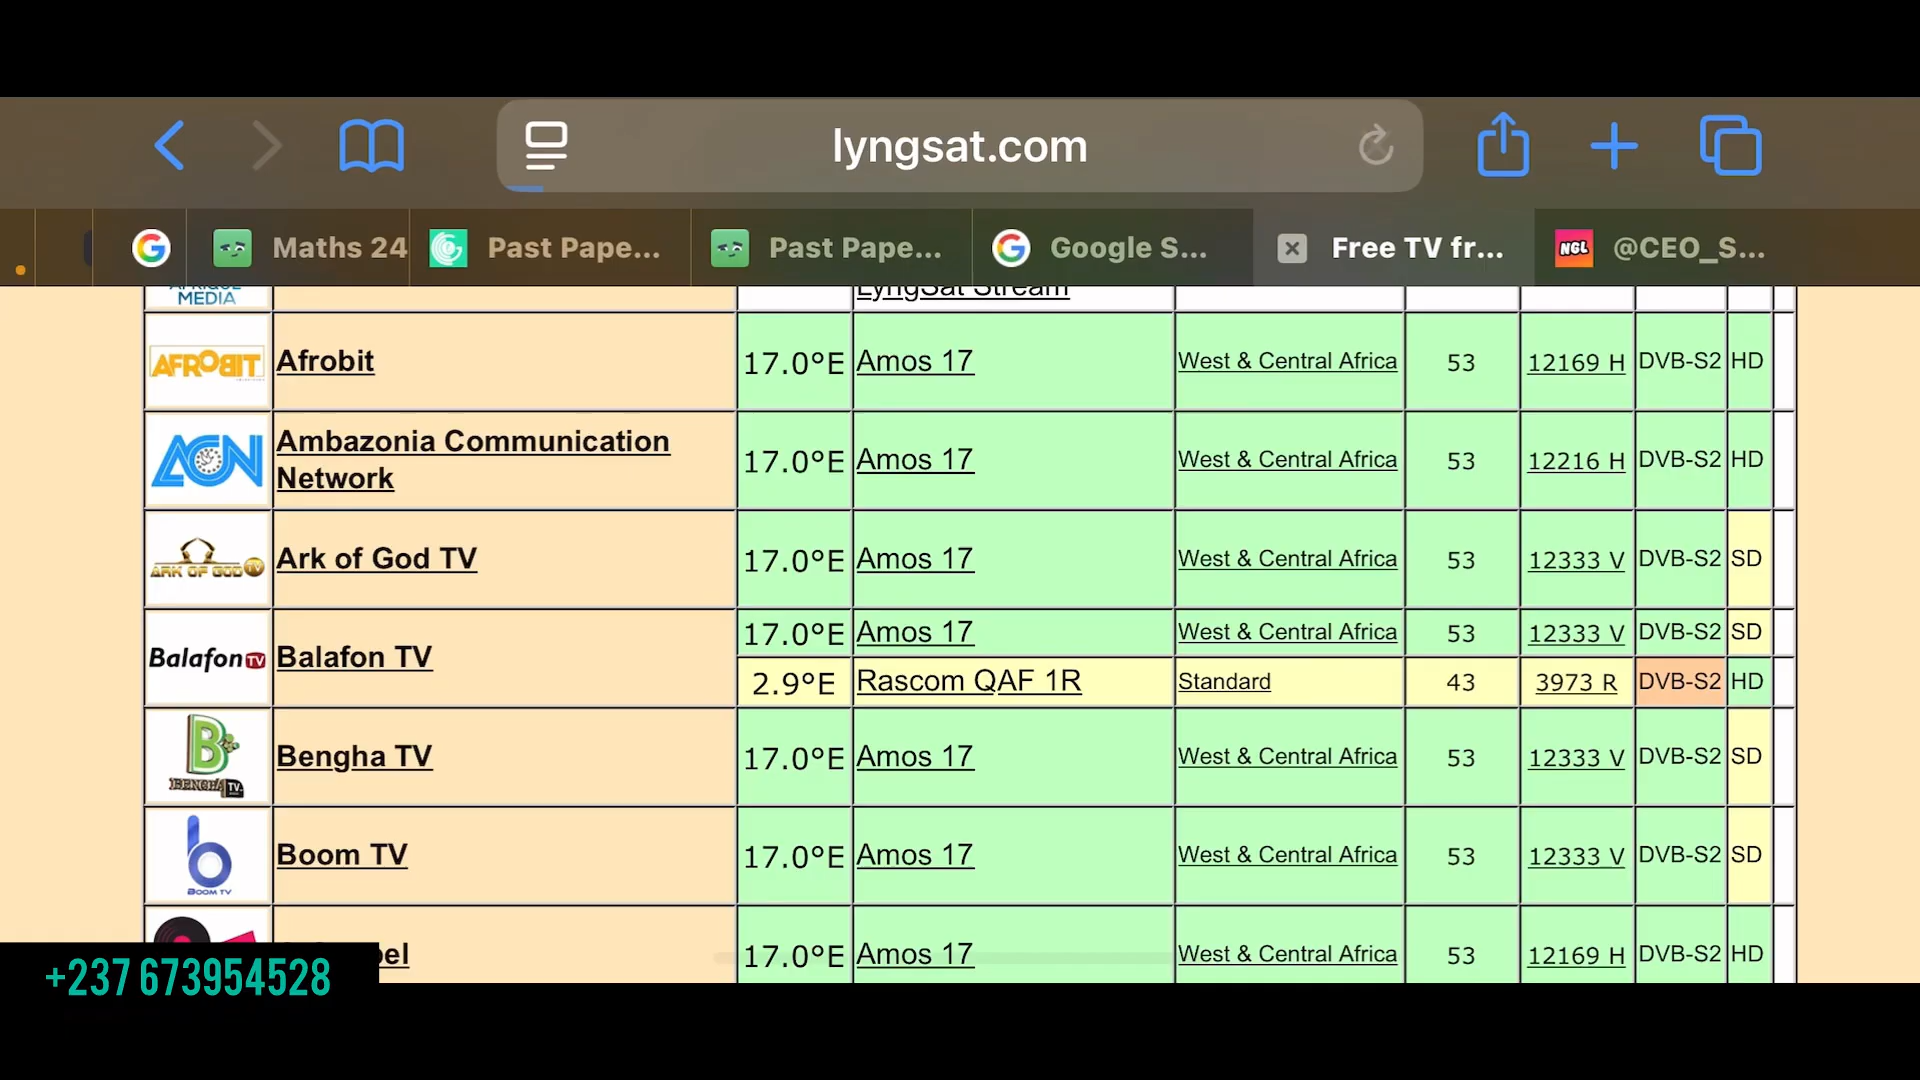 lyngsat.com
Maths 24
Past Pape...
Past Pape...
Google S...
Free TV fr...
NGL
@CEO_S...
MEDIA
LyngSat Stream
AFROBIT Afrobit 17.0°E Amos 17 West & Central Africa 53 12169 H DVB-S2 HD
ACN Ambazonia Communication Network 17.0°E Amos 17 West & Central Africa 53 12216 H DVB-S2 HD
ARK OF GOD TV Ark of God TV 17.0°E Amos 17 West & Central Africa 53 12333 V DVB-S2 SD
Balafon TV Balafon TV 17.0°E Amos 17 West & Central Africa 53 12333 V DVB-S2 SD
2.9°E Rascom QAF 1R Standard 43 3973 R DVB-S2 HD
B BENGHA TV Bengha TV 17.0°E Amos 17 West & Central Africa 53 12333 V DVB-S2 SD
b BOOM TV Boom TV 17.0°E Amos 17 West & Central Africa 53 12333 V DVB-S2 SD
17.0°E Amos 17 West & Central Africa 53 12169 H DVB-S2 HD
+237 673954528